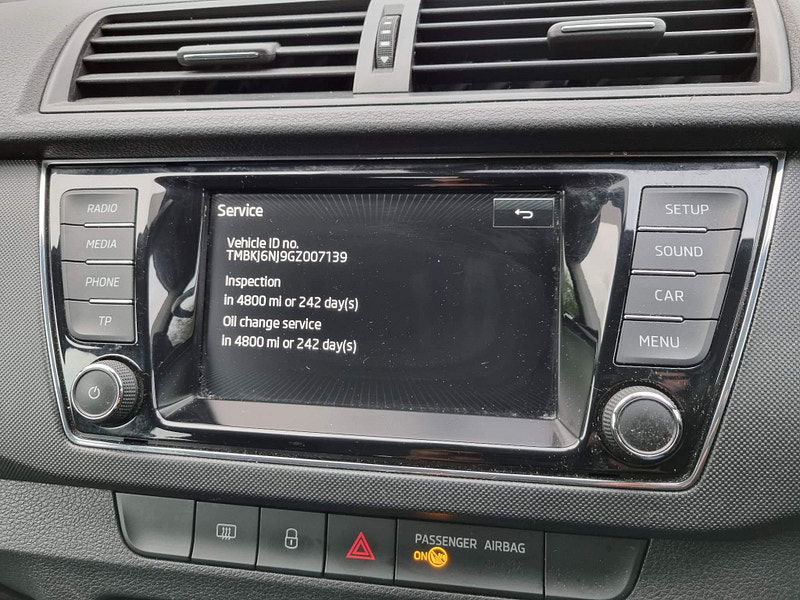 Service
Vehicle ID no.
TMBKJ6NJ9GZ007139
Inspection
in 4800 mi or 242 day(s)
Oil change service
in 4800 mi or 242 day(s)
RADIO
MEDIA
PHONE
TP
SETUP
SOUND
CAR
MENU
PASSENGER AIRBAG
ON